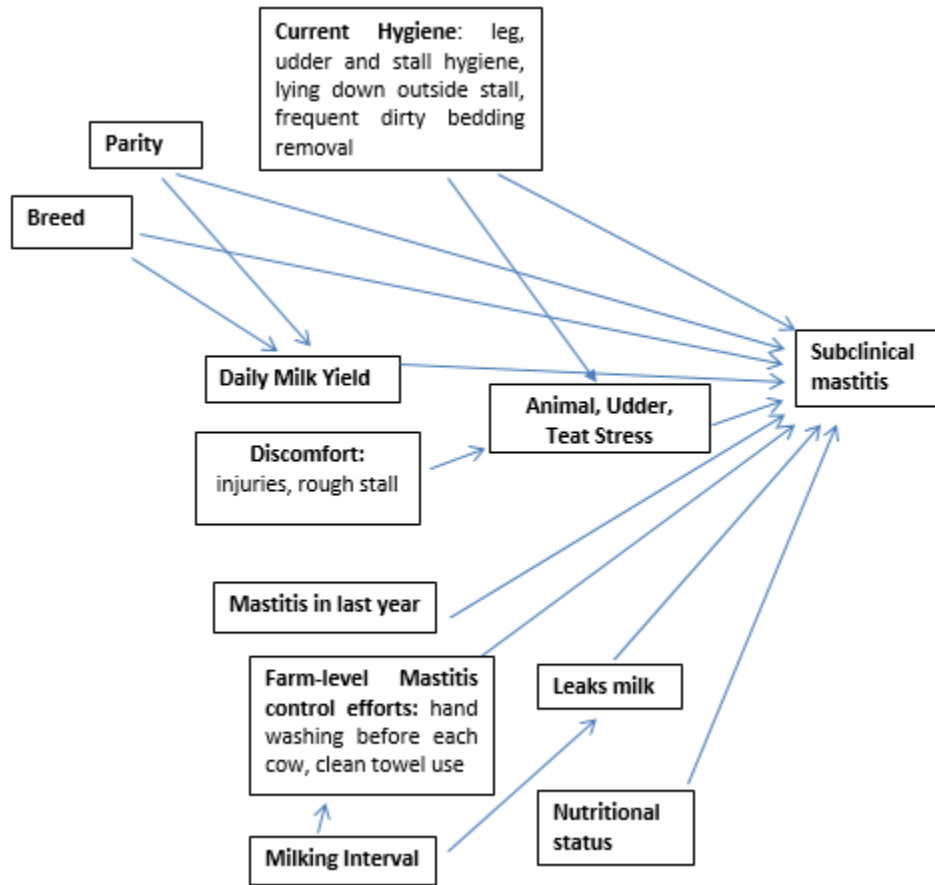 Current Hygiene: leg,
udder and stall hygiene,
lying down outside stall,
frequent dirty bedding
removal
Parity
Breed
Subclinical
mastitis
Daily Milk Yield
Animal, Udder,
Teat Stress
Discomfort:
injuries, rough stall
Mastitis in last year
Farm-level Mastitis
control efforts: hand
washing before each
cow, clean towel use
Leaks milk
Nutritional
status
Milking Interval